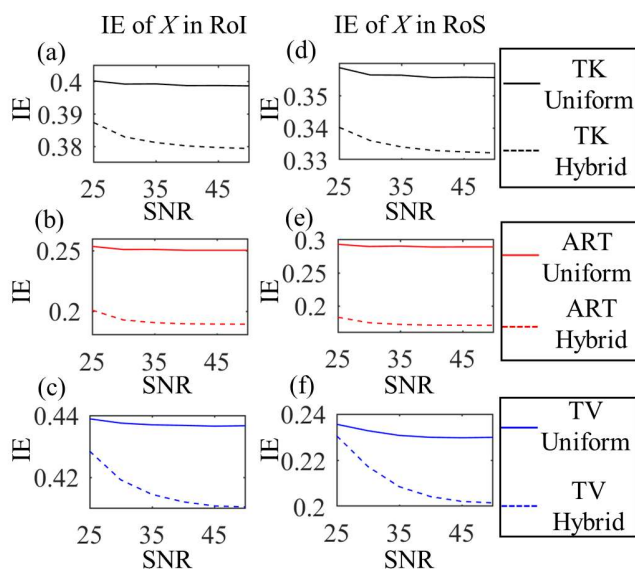 IE of X in RoI
IE of X in RoS
(a)
IE
0.4
0.39
0.38
25 35 45
SNR
(d)
0.35
0.34
0.33
25 35 45
SNR
TK
Uniform
TK
Hybrid
(b)
IE
0.25
0.2
25 35 45
SNR
(e)
0.3
0.25
0.2
25 35 45
SNR
ART
Uniform
ART
Hybrid
(c)
IE
0.44
0.42
25 35 45
SNR
(f)
0.24
0.22
0.2
25 35 45
SNR
TV
Uniform
TV
Hybrid